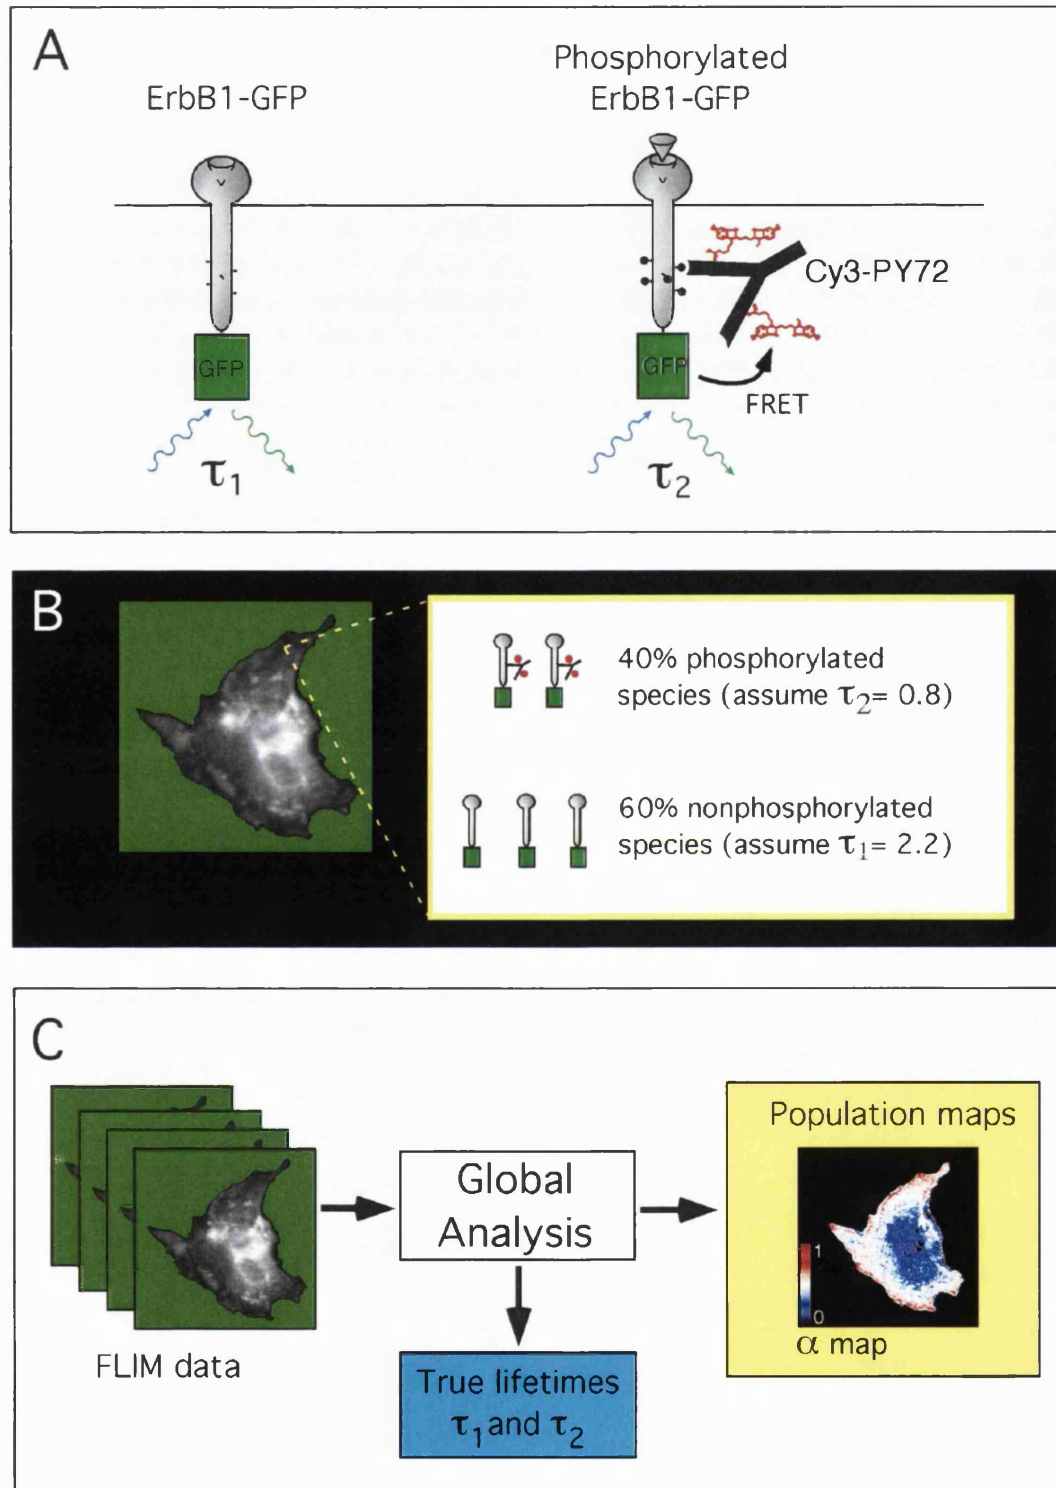 A
ErbB1-GFP
Phosphorylated
ErbB1-GFP
Cy3-PY72
GFP
GFP
FRET
τ1
τ2
B
40% phosphorylated
species (assume τ2= 0.8)
60% nonphosphorylated
species (assume τ1= 2.2)
C
Population maps
Global
Analysis
1
0
α map
FLIM data
True lifetimes
τ1 and τ2